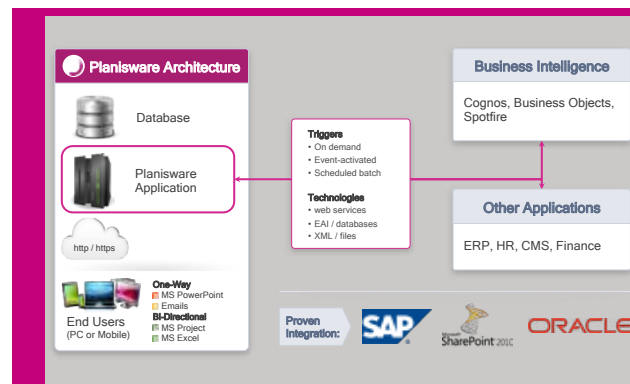 Planisware Architecture
Database
Planisware
Application
http / https
End Users
(PC or Mobile)
One-Way
MS PowerPoint
Emails
Bi-Directional
MS Project
MS Excel
Triggers
• On demand
• Event-activated
• Scheduled batch
Technologies
• web services
• EAI / databases
• XML / files
Business Intelligence
Cognos, Business Objects,
Spotfire
Other Applications
ERP, HR, CMS, Finance
Proven
Integration:
SAP
Microsoft
SharePoint 2010
ORACLE